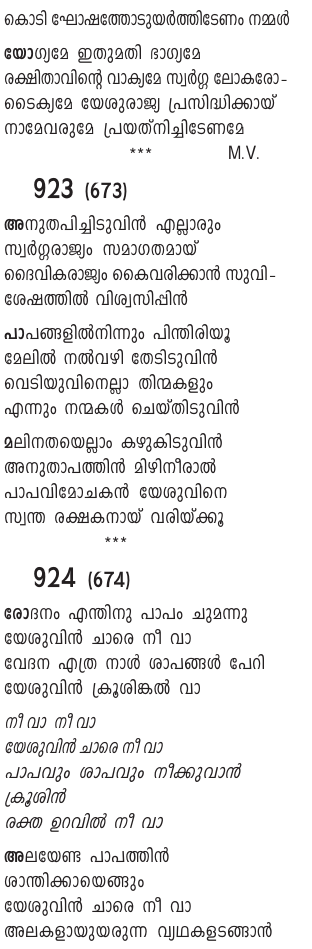 കൊടി ഘോഷത്തോടുയർത്തിടേണം നമ്മൾ
യോഗ്യമേ ഇതുമതി ഭാഗ്യമേ
രക്ഷിതാവിന്റെ വാക്യമേ സ്വർഗ്ഗ ലോകരോ-
ടൈക്യമേ യേശുരാജ്യ പ്രസിദ്ധിക്കായ്
നാമേവരുമേ പ്രയത്നിച്ചിടേണമേ
*** M.V.
923 (673)
അനുതപിച്ചിടുവിൻ എല്ലാരും
സ്വർഗ്ഗരാജ്യം സമാഗതമായ്
ദൈവികരാജ്യം കൈവരിക്കാൻ സുവി-
ശേഷത്തിൽ വിശ്വസിപ്പിൻ
പാപങ്ങളിൽനിന്നും പിന്തിരിയൂ
മേലിൽ നൽവഴി തേടിടുവിൻ
വെടിയുവിനെല്ലാ തിന്മകളും
എന്നും നന്മകൾ ചെയ്തിടുവിൻ
മലിനതയെല്ലാം കഴുകിടുവിൻ
അനുതാപത്തിൻ മിഴിനീരാൽ
പാപവിമോചകൻ യേശുവിനെ
സ്വന്ത രക്ഷകനായ് വരിയ്ക്കൂ
***
924 (674)
രോദനം എന്തിനു പാപം ചുമന്നു
യേശുവിൻ ചാരെ നീ വാ
വേദന എത്ര നാൾ ശാപങ്ങൾ പേറി
യേശുവിൻ ക്രൂശിങ്കൽ വാ
നീ വാ നീ വാ
യേശുവിൻ ചാരെ നീ വാ
പാപവും ശാപവും നീക്കുവാൻ
ക്രൂശിൻ
രക്ത ഉറവിൽ നീ വാ
അലയേണ്ട പാപത്തിൻ
ശാന്തിക്കായെങ്ങും
യേശുവിൻ ചാരെ നീ വാ
അലകളായുയരുന്ന വ്യഥകളടങ്ങാൻ